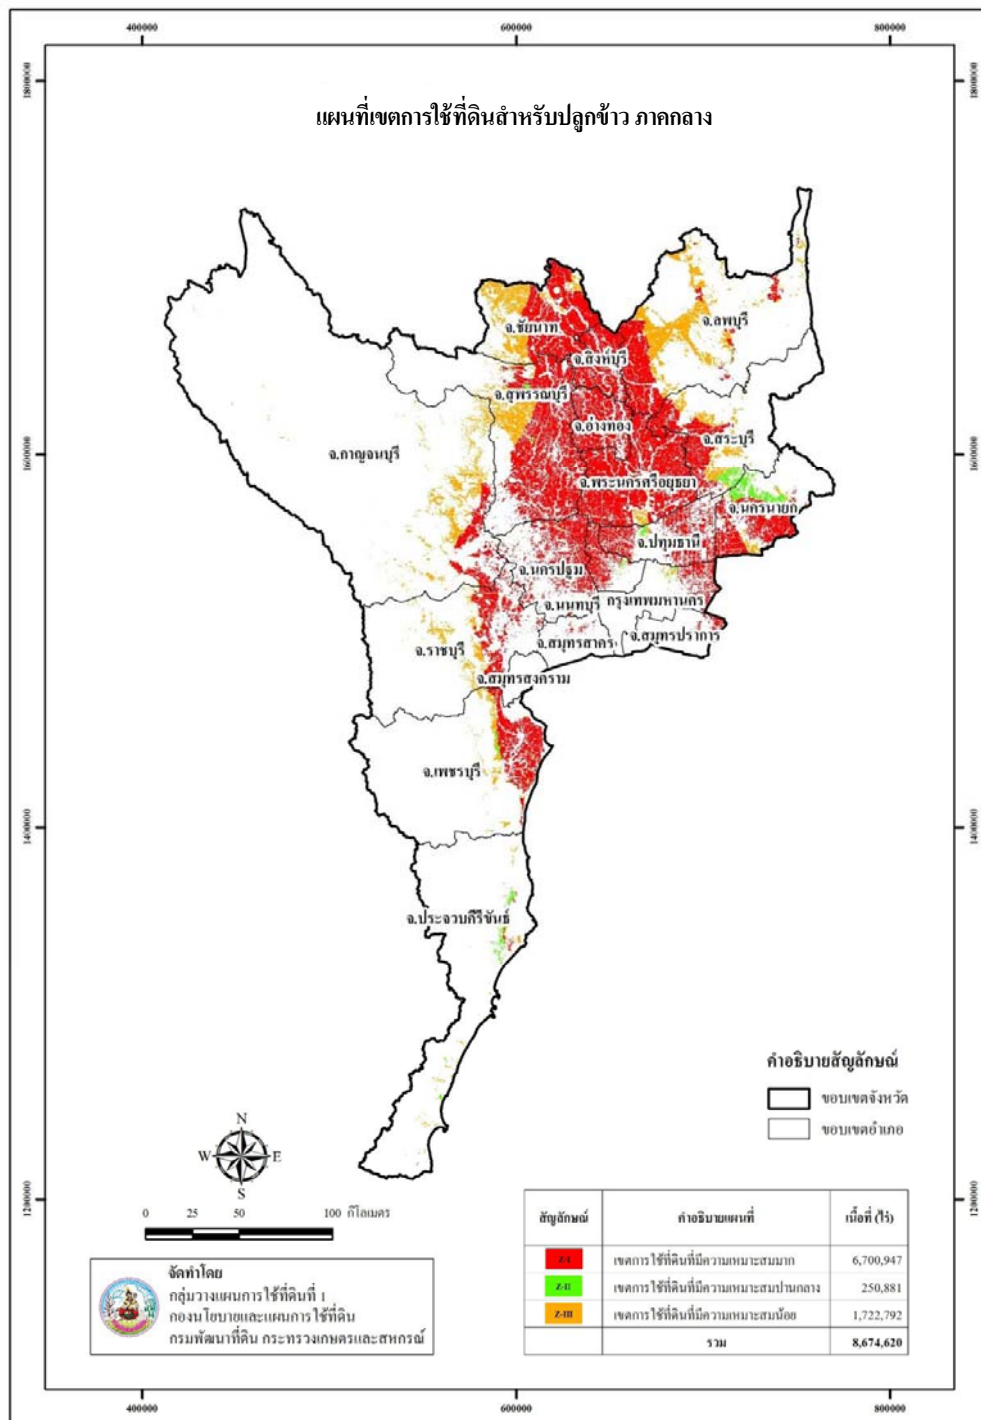 400000 600000 800000
1800000 1800000
แผนที่เขตการใช้ที่ดินสำหรับปลูกข้าว ภาคกลาง
จ.ลพบุรี
จ.ชัยนาท
จ.สิงห์บุรี
จ.สุพรรณบุรี
จ.อ่างทอง
จ.สระบุรี
จ.กาญจนบุรี
1600000 1600000
จ.พระนครศรีอยุธยา
จ.นครนายก
จ.ปทุมธานี
จ.นครปฐม
จ.นนทบุรี กรุงเทพมหานคร
จ.สมุทรสาคร จ.สมุทรปราการ
จ.ราชบุรี
จ.สมุทรสงคราม
จ.เพชรบุรี
1400000 1400000
จ.ประจวบคีรีขันธ์
คำอธิบายสัญลักษณ์
ขอบเขตจังหวัด
ขอบเขตอำเภอ
N
W E
S
1200000 1200000
0 25 50 100 กิโลเมตร
สัญลักษณ์ คำอธิบายแผนที่ เนื้อที่ (ไร่)
Z-I เขตการใช้ที่ดินที่มีความเหมาะสมมาก 6,700,947
Z-II เขตการใช้ที่ดินที่มีความเหมาะสมปานกลาง 250,881
Z-III เขตการใช้ที่ดินที่มีความเหมาะสมน้อย 1,722,792
รวม 8,674,620
จัดทำโดย
กลุ่มวางแผนการใช้ที่ดินที่ 1
กองนโยบายและแผนการใช้ที่ดิน
กรมพัฒนาที่ดิน กระทรวงเกษตรและสหกรณ์
400000 600000 800000